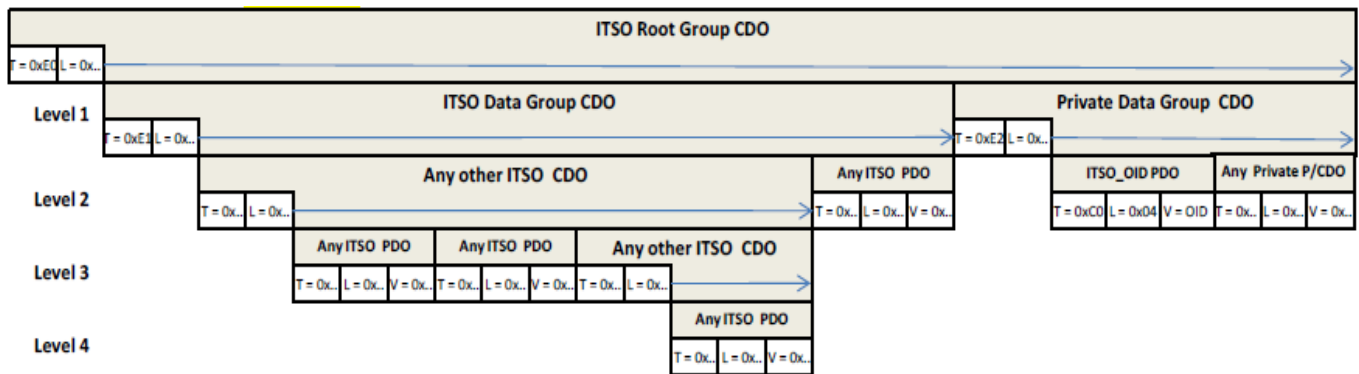 ITSO Root Group CDO
T = 0xE0 L = 0x..
Level 1 ITSO Data Group CDO Private Data Group CDO
T = 0xE1 L = 0x.. T = 0xE2 L = 0x..
Level 2 Any other ITSO CDO Any ITSO PDO ITSO_OID PDO Any Private P/CDO
T = 0x.. L = 0x.. T = 0x.. L = 0x.. V = 0x.. T = 0xC0 L = 0x04 V = OID T = 0x.. L = 0x.. V = 0x..
Level 3 Any ITSO PDO Any ITSO PDO Any other ITSO CDO
T = 0x.. L = 0x.. V = 0x.. T = 0x.. L = 0x.. V = 0x.. T = 0x.. L = 0x..
Any ITSO PDO
Level 4 T = 0x.. L = 0x.. V = 0x..